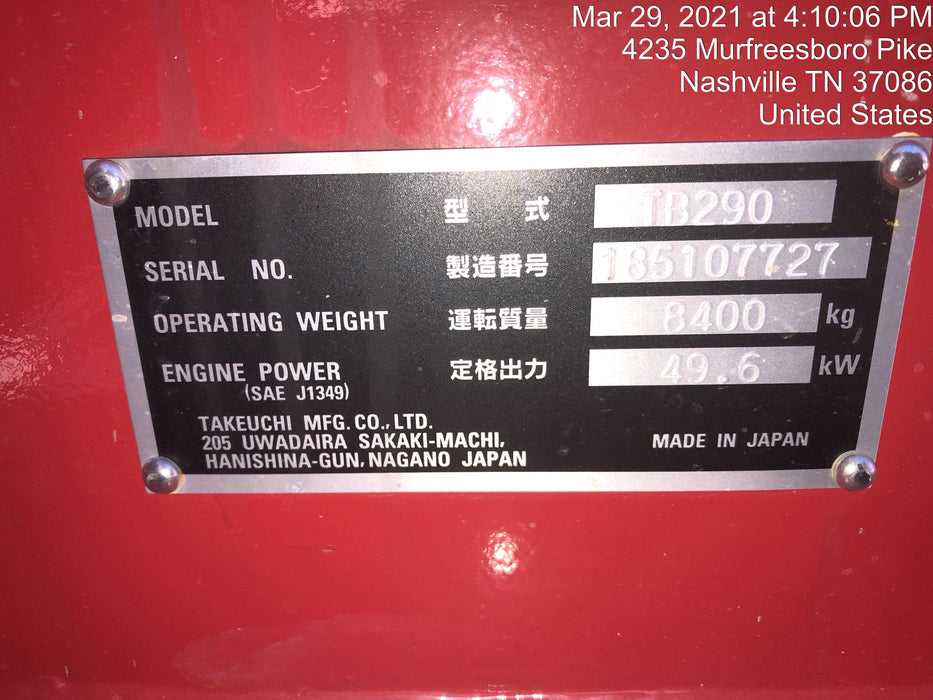 Mar 29, 2021 at 4:10:06 PM
4235 Murfreesboro Pike
Nashville TN 37086
United States
MODEL 型 式 TB290
SERIAL NO. 製造番号 185107727
OPERATING WEIGHT 運転質量 8400 kg
ENGINE POWER 定格出力 49.6 kW
(SAE J1349)
TAKEUCHI MFG. CO., LTD.
205 UWADAIRA SAKAKI-MACHI,
HANISHINA-GUN, NAGANO JAPAN
MADE IN JAPAN